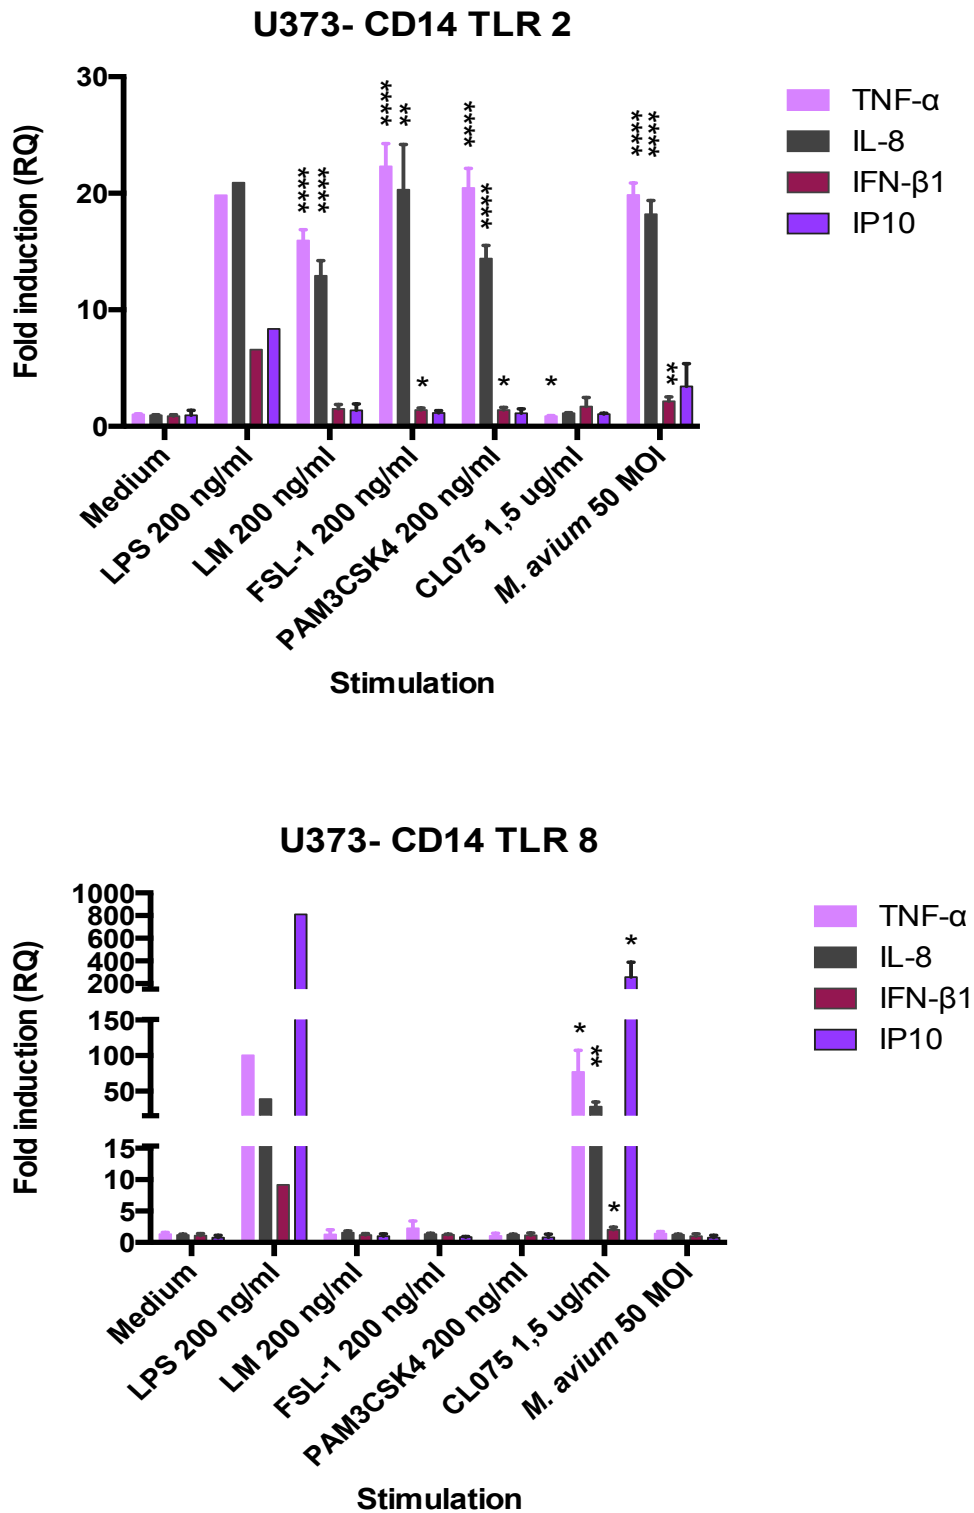 U373- CD14 TLR 2
30
20
10
0
Fold induction (RQ)
**** **** **** ** * **** **** * * **** **** **
TNF-α
IL-8
IFN-β1
IP10
Medium
LPS 200 ng/ml
LM 200 ng/ml
FSL-1 200 ng/ml
PAM3CSK4 200 ng/ml
CL075 1,5 ug/ml
M. avium 50 MOI
Stimulation
U373- CD14 TLR 8
1000
800
600
400
200
150
100
50
15
10
5
0
Fold induction (RQ)
* ** * *
TNF-α
IL-8
IFN-β1
IP10
Medium
LPS 200 ng/ml
LM 200 ng/ml
FSL-1 200 ng/ml
PAM3CSK4 200 ng/ml
CL075 1,5 ug/ml
M. avium 50 MOI
Stimulation